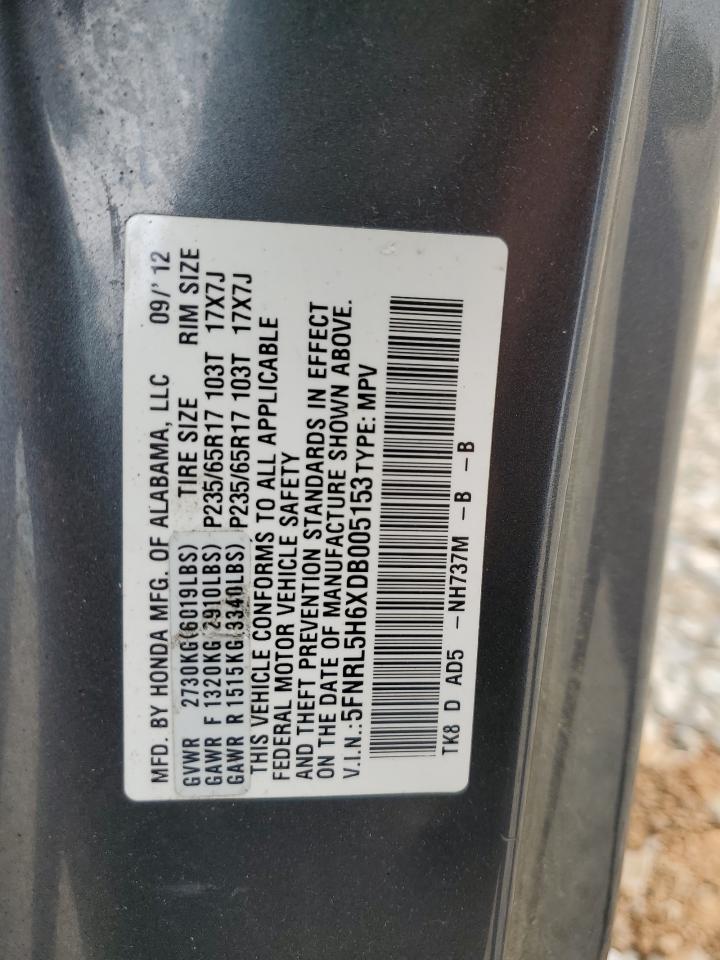 MFD. BY HONDA MFG. OF ALABAMA, LLC 09/'12
GVWR 2730KG(6019LBS) TIRE SIZE RIM SIZE
GAWR F 1320KG(2910LBS) P235/65R17 103T 17X7J
GAWR R 1515KG(3340LBS) P235/65R17 103T 17X7J
THIS VEHICLE CONFORMS TO ALL APPLICABLE
FEDERAL MOTOR VEHICLE SAFETY
AND THEFT PREVENTION STANDARDS IN EFFECT
ON THE DATE OF MANUFACTURE SHOWN ABOVE.
V.I.N.:5FNRL5H6XDB005153 TYPE: MPV
TK8 D AD5 -NH737M -B -B